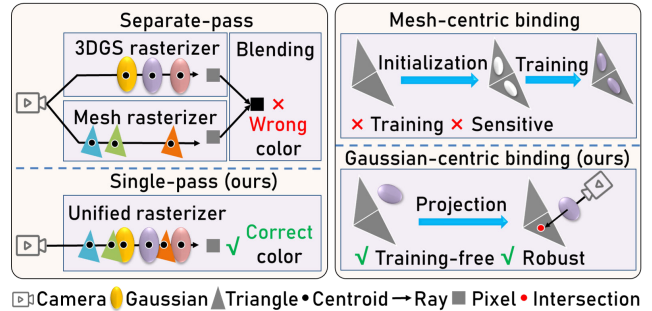 Separate-pass
3DGS rasterizer
Blending
Mesh rasterizer
× Wrong
color
Single-pass (ours)
Unified rasterizer
√ Correct
color
Mesh-centric binding
Initialization
Training
× Training × Sensitive
Gaussian-centric binding (ours)
Projection
√ Training-free √ Robust
Camera Gaussian Triangle Centroid Ray Pixel Intersection